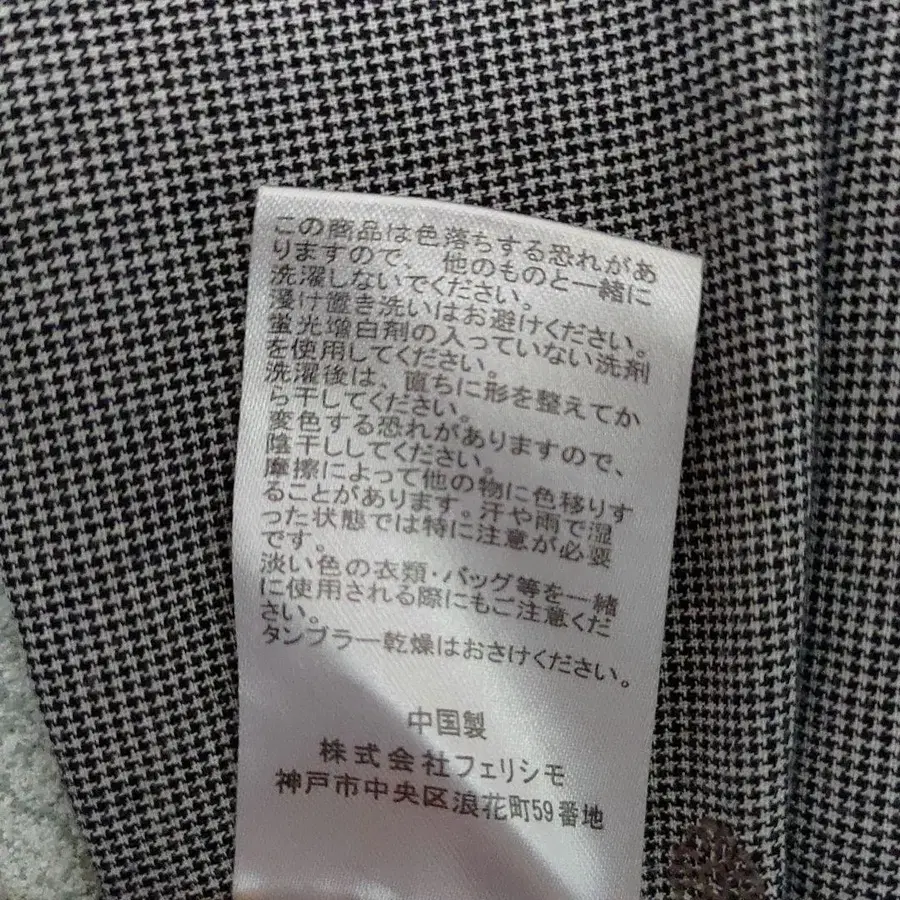 この商品は色落ちする恐れがあ
りますので、他のものと一緒に
洗濯しないでください。
浸け置き洗いはお避けください。
蛍光増白剤の入っていない洗剤
を使用してください。
洗濯後は、直ちに形を整えてか
ら干してください。
変色する恐れがありますので、
陰干ししてください。
摩擦によって他の物に色移りす
ることがあります。汗や雨で湿
った状態では特に注意が必要
です。
淡い色の衣類・バッグ等を一緒
に使用される際にもご注意くだ
さい。
タンブラー乾燥はおさけください。
中国製
株式会社フェリシモ
神戸市中央区浪花町59番地